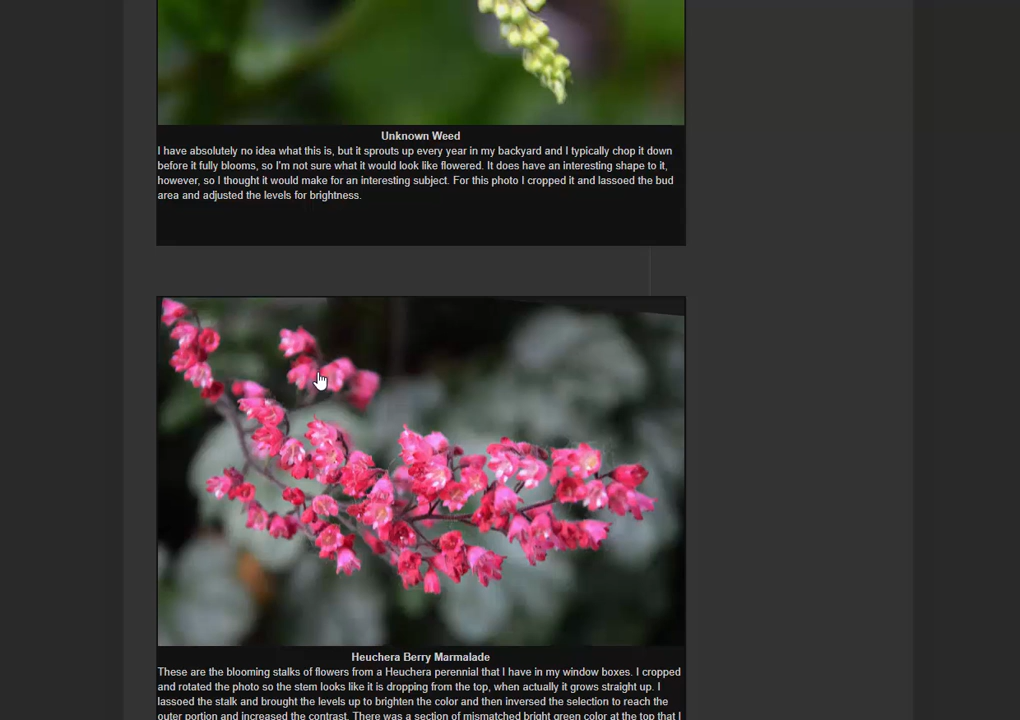 Unknown Weed
I have absolutely no idea what this is, but it sprouts up every year in my backyard and I typically chop it down
before it fully blooms, so I'm not sure what it would look like flowered. It does have an interesting shape to it,
however, so I thought it would make for an interesting subject. For this photo I cropped it and lassoed the bud
area and adjusted the levels for brightness.
Heuchera Berry Marmalade
These are the blooming stalks of flowers from a Heuchera perennial that I have in my window boxes. I cropped
and rotated the photo so the stem looks like it is dropping from the top, when actually it grows straight up. I
lassoed the stalk and brought the levels up to brighten the color and then inversed the selection to reach the
outer portion and increased the contrast. There was a section of mismatched bright green color at the top that I